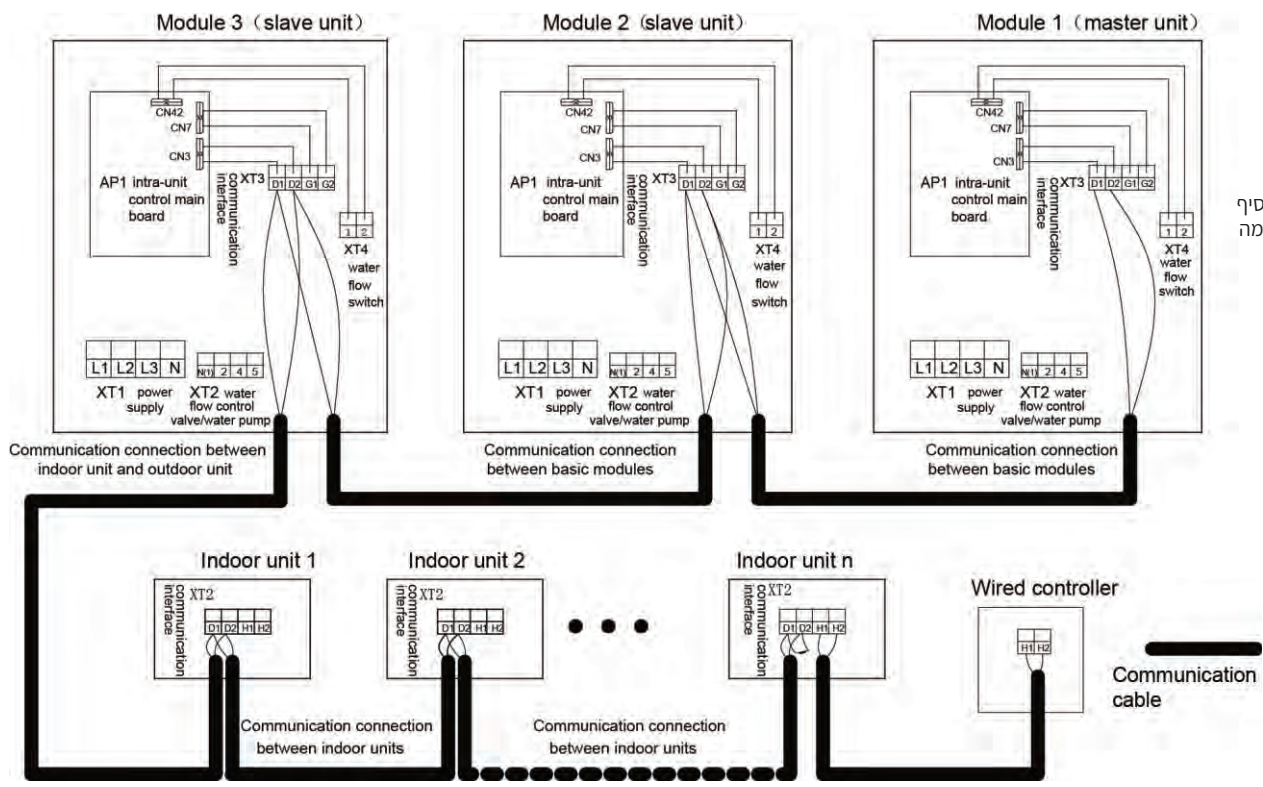 Module 3（slave unit）
CN42
CN7
CN3
XT3
D1 D2 G1 G2
AP1 intra-unit
control main
board
communication
interface
1 2
XT4
water
flow
switch
L1 L2 L3 N
XT1 power
supply
N(1) 2 4 5
XT2 water
flow control
valve/water pump
Module 2（slave unit）
CN42
CN7
CN3
XT3
D1 D2 G1 G2
AP1 intra-unit
control main
board
communication
interface
1 2
XT4
water
flow
switch
L1 L2 L3 N
XT1 power
supply
N(1) 2 4 5
XT2 water
flow control
valve/water pump
Module 1（master unit）
CN42
CN7
CN3
XT3
D1 D2 G1 G2
AP1 intra-unit
control main
board
communication
interface
1 2
XT4
water
flow
switch
L1 L2 L3 N
XT1 power
supply
N(1) 2 4 5
XT2 water
flow control
valve/water pump
סיף
מה
Communication connection between
indoor unit and outdoor unit
Communication connection
between basic modules
Communication connection
between basic modules
Indoor unit 1
XT2
communication
interface
D1 D2 H1 H2
Indoor unit 2
XT2
communication
interface
D1 D2 H1 H2
Indoor unit n
XT2
communication
interface
D1 D2 H1 H2
Wired controller
H1 H2
Communication
cable
Communication connection
between indoor units
Communication connection
between indoor units